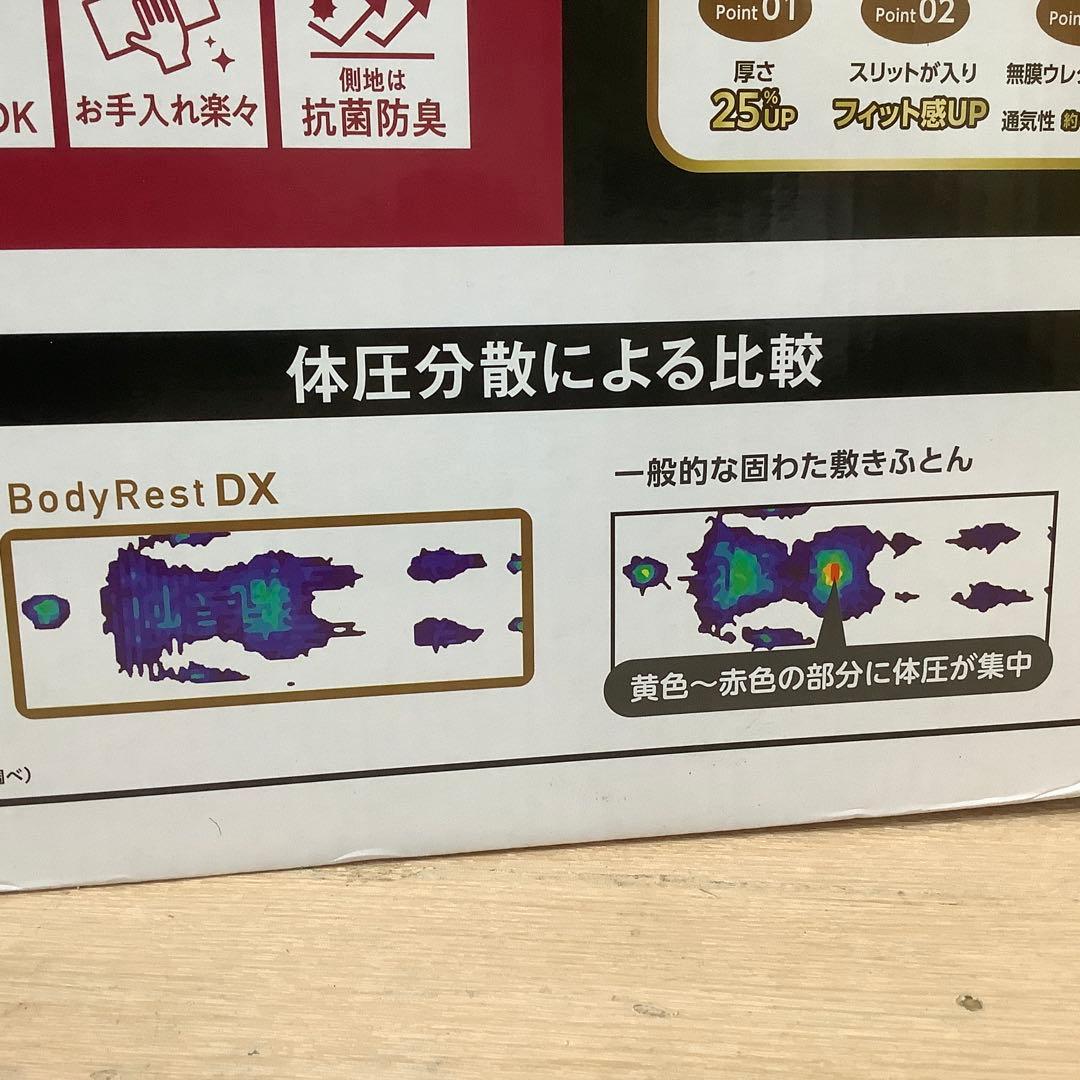 OK
お手入れ楽々
側地は
抗菌防臭
Point 01
厚さ
25%UP
Point 02
スリットが入り
フィット感UP
無膜ウレ
通気性 約
体圧分散による比較
BodyRest DX
一般的な固わた敷きふとん
黄色〜赤色の部分に体圧が集中
べ）